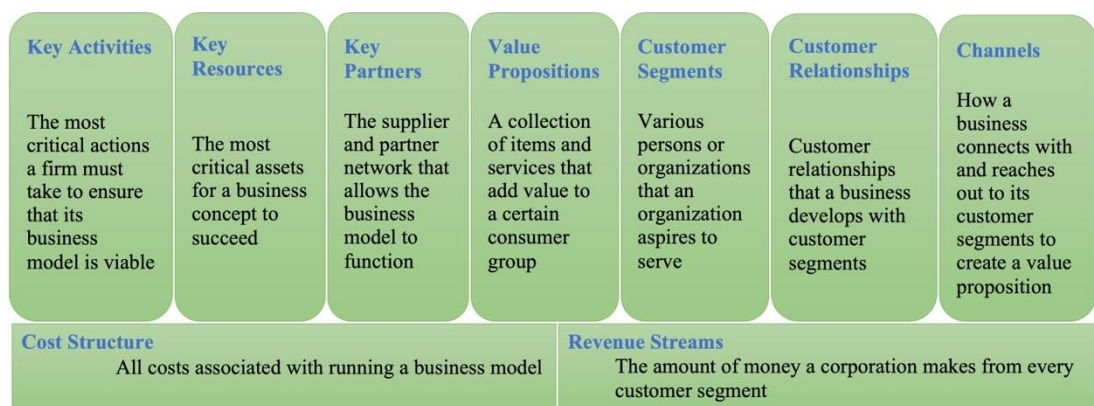 Key Activities
The most
critical actions
a firm must
take to ensure
that its
business
model is viable
Key
Resources
The most
critical assets
for a business
concept to
succeed
Key
Partners
The supplier
and partner
network that
allows the
business
model to
function
Value
Propositions
A collection
of items and
services that
add value to
a certain
consumer
group
Customer
Segments
Various
persons or
organizations
that an
organization
aspires to
serve
Customer
Relationships
Customer
relationships
that a business
develops with
customer
segments
Channels
How a
business
connects with
and reaches
out to its
customer
segments to
create a value
proposition
Cost Structure
All costs associated with running a business model
Revenue Streams
The amount of money a corporation makes from every
customer segment